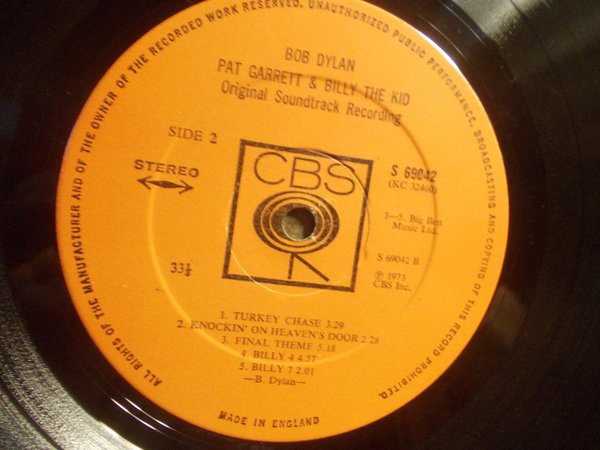 ALL RIGHTS OF THE MANUFACTURER AND OF THE OWNER OF THE RECORDED WORK RESERVED. UNAUTHORIZED PUBLIC PERFORMANCE, BROADCASTING AND COPYING OF THIS RECORD PROHIBITED.
BOB DYLAN
PAT GARRETT & BILLY THE KID
Original Soundtrack Recording
SIDE 2
STEREO
CBS
S 69042
(KC 32460)
1—5. Big Ben
Music Ltd.
S 69042 B
33⅓
℗ 1973
CBS Inc.
1. TURKEY CHASE 3.29
2. KNOCKIN' ON HEAVEN'S DOOR 2.28
3. FINAL THEME 5.18
4. BILLY 4 4.57
5. BILLY 7 2.01
—B. Dylan—
MADE IN ENGLAND